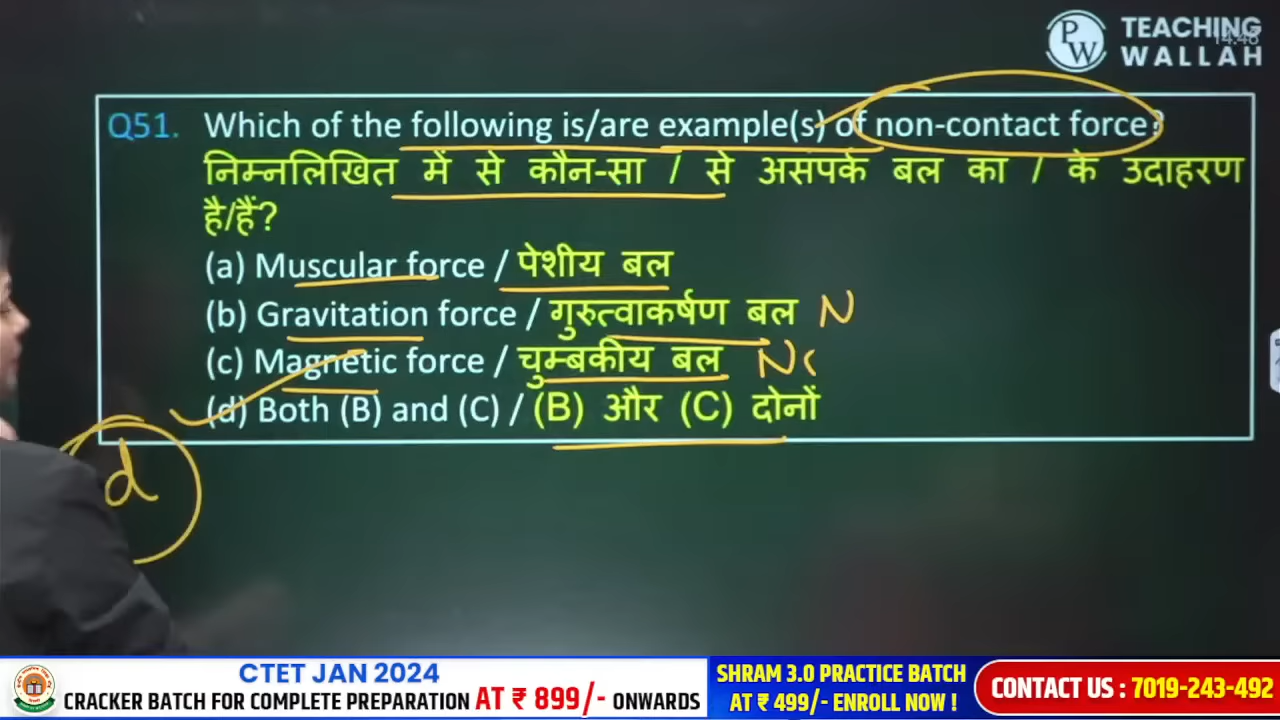 TEACHING
WALLAH
PW
14:48
Q51. Which of the following is/are example(s) of non-contact force?
निम्नलिखित में से कौन-सा / से असंपर्क बल का / के उदाहरण
है/हैं?
(a) Muscular force / पेशीय बल
(b) Gravitation force / गुरुत्वाकर्षण बल N
(c) Magnetic force / चुम्बकीय बल N
(d) Both (B) and (C) / (B) और (C) दोनों
d
CTET JAN 2024
CRACKER BATCH FOR COMPLETE PREPARATION AT ₹ 899/- ONWARDS
SHRAM 3.0 PRACTICE BATCH
AT ₹ 499/- ENROLL NOW !
CONTACT US : 7019-243-492